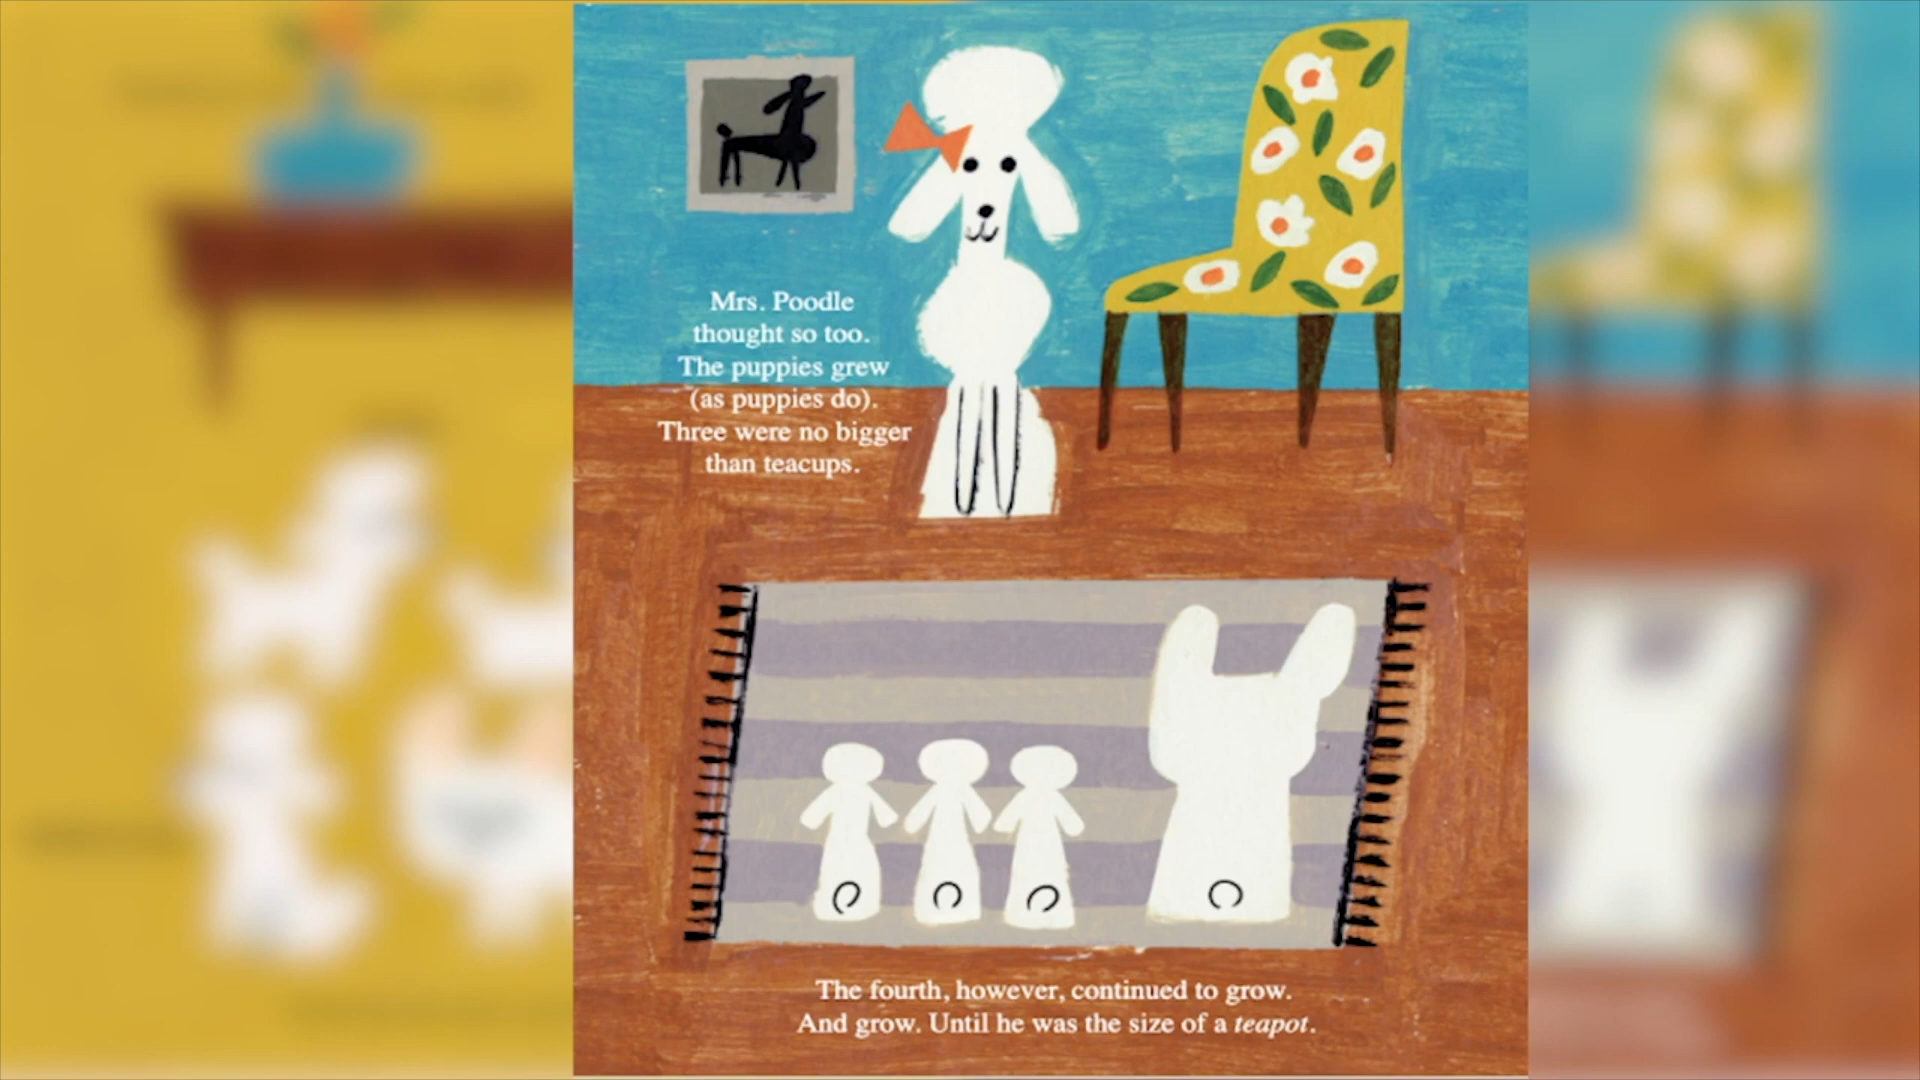 Mrs. Poodle
thought so too.
The puppies grew
(as puppies do).
Three were no bigger
than teacups.
The fourth, however, continued to grow.
And grow. Until he was the size of a teapot.